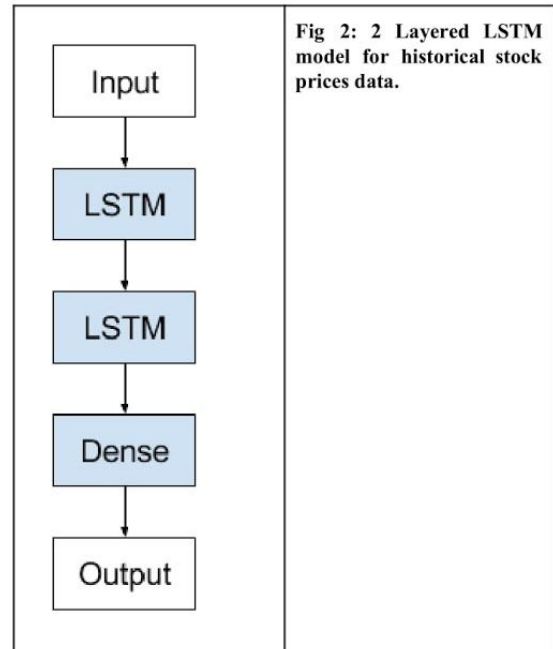 Input
LSTM
LSTM
Dense
Output
Fig 2: 2 Layered LSTM
model for historical stock
prices data.